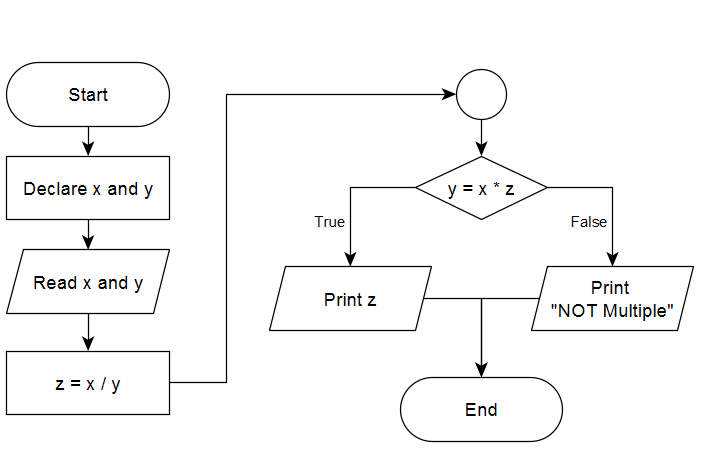 Start
Declare x and y
Read x and y
z = x / y
y = x * z
True
False
Print z
Print
"NOT Multiple"
End